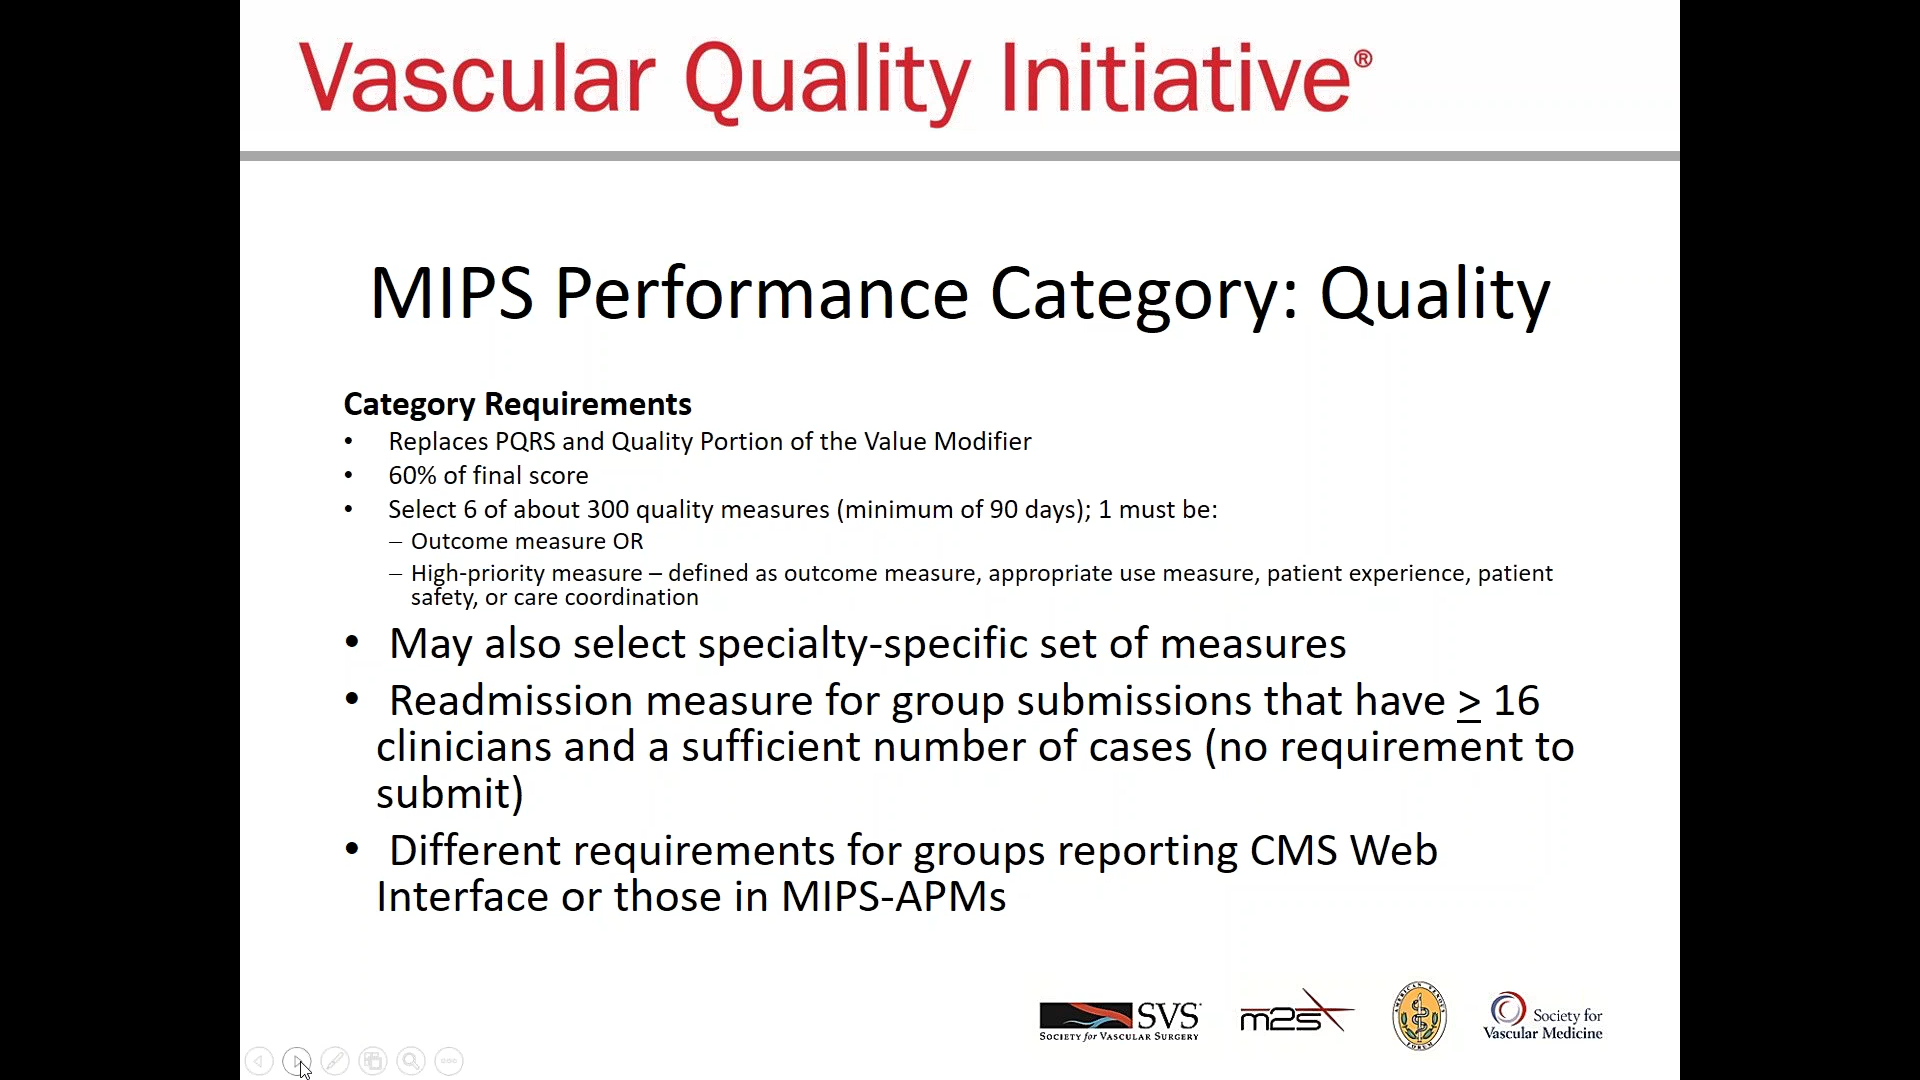 Vascular Quality Initiative®
MIPS Performance Category: Quality
Category Requirements
• Replaces PQRS and Quality Portion of the Value Modifier
• 60% of final score
• Select 6 of about 300 quality measures (minimum of 90 days); 1 must be:
– Outcome measure OR
– High-priority measure – defined as outcome measure, appropriate use measure, patient experience, patient
safety, or care coordination
• May also select specialty-specific set of measures
• Readmission measure for group submissions that have > 16
clinicians and a sufficient number of cases (no requirement to
submit)
• Different requirements for groups reporting CMS Web
Interface or those in MIPS-APMs
SVS
SOCIETY for VASCULAR SURGERY
m2s
AMERICAN VENOUS FORUM
Society for
Vascular Medicine